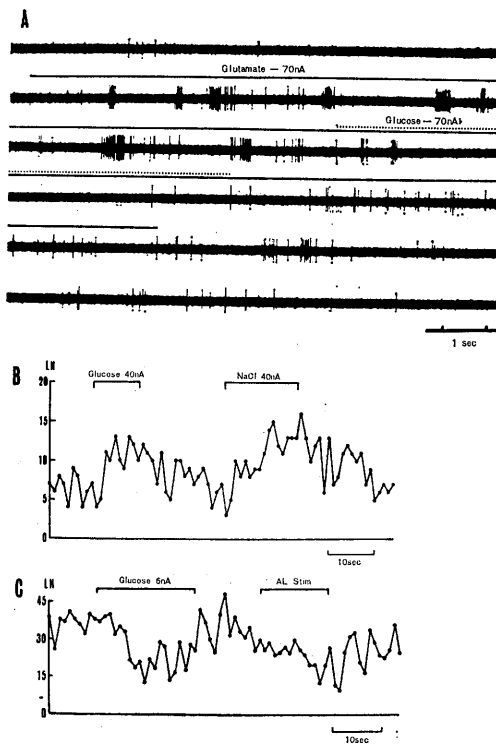 A
Glutamate — 70nA
Glucose — 70nA
1 sec
B
LN
Glucose 40nA
NaCl 40nA
20
15
10
5
0
10sec
C
LN
Glucose 6nA
AL Stim
45
30
15
0
10sec